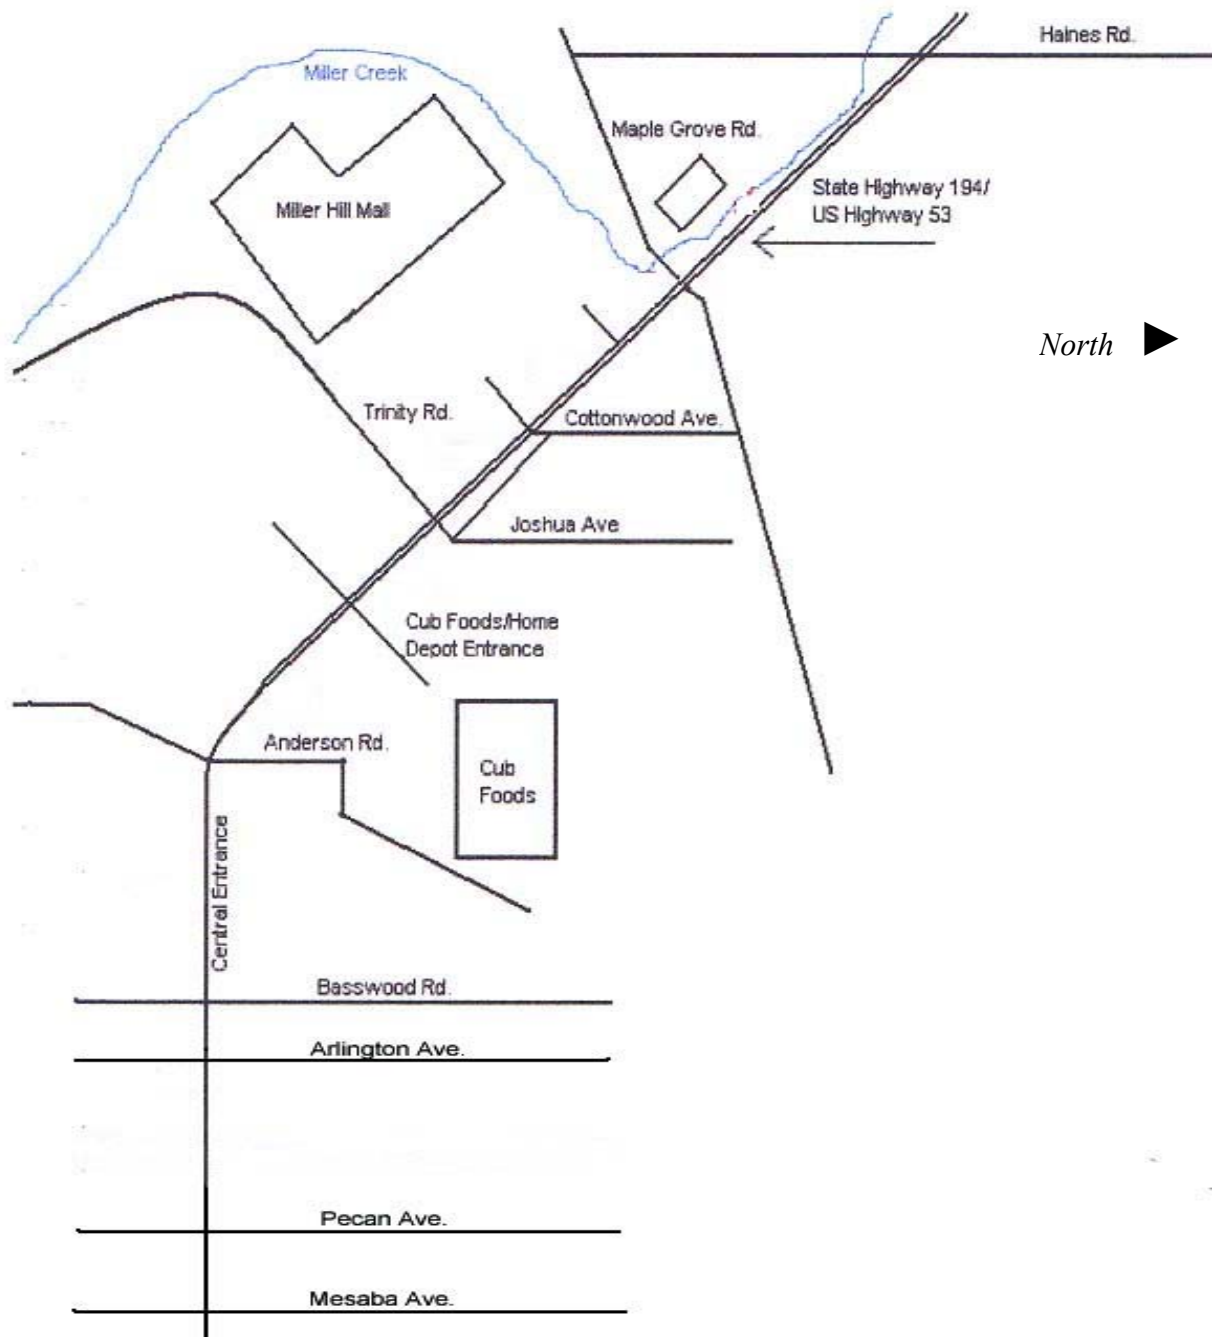 Haines Rd.
Miller Creek
Maple Grove Rd.
State Highway 194/
US Highway 53
Miller Hill Mall
North
Trinity Rd.
Cottonwood Ave.
Joshua Ave
Cub Foods/Home
Depot Entrance
Anderson Rd.
Cub
Foods
Central Entrance
Basswood Rd.
Arlington Ave.
Pecan Ave.
Mesaba Ave.